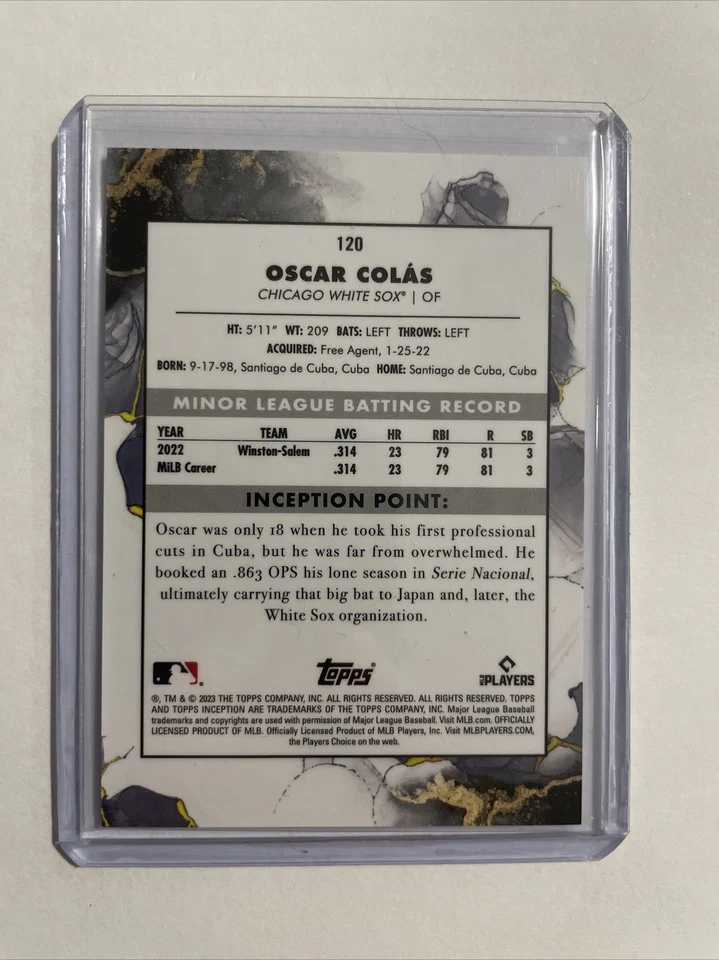 120
OSCAR COLÁS
CHICAGO WHITE SOX® | OF
HT: 5'11" WT: 209 BATS: LEFT THROWS: LEFT
ACQUIRED: Free Agent, 1-25-22
BORN: 9-17-98, Santiago de Cuba, Cuba HOME: Santiago de Cuba, Cuba
MINOR LEAGUE BATTING RECORD
YEAR TEAM AVG HR RBI R SB
2022 Winston-Salem .314 23 79 81 3
MiLB Career .314 23 79 81 3
INCEPTION POINT:
Oscar was only 18 when he took his first professional
cuts in Cuba, but he was far from overwhelmed. He
booked an .863 OPS his lone season in Serie Nacional,
ultimately carrying that big bat to Japan and, later, the
White Sox organization.
Topps
MLB PLAYERS
®, TM & © 2023 THE TOPPS COMPANY, INC. ALL RIGHTS RESERVED. ALL RIGHTS RESERVED. TOPPS
AND TOPPS INCEPTION ARE TRADEMARKS OF THE TOPPS COMPANY, INC. Major League Baseball
trademarks and copyrights are used with permission of Major League Baseball. Visit MLB.com. OFFICIALLY
LICENSED PRODUCT OF MLB. Officially Licensed Product of MLB Players, Inc. Visit MLBPLAYERS.COM,
the Players Choice on the web.